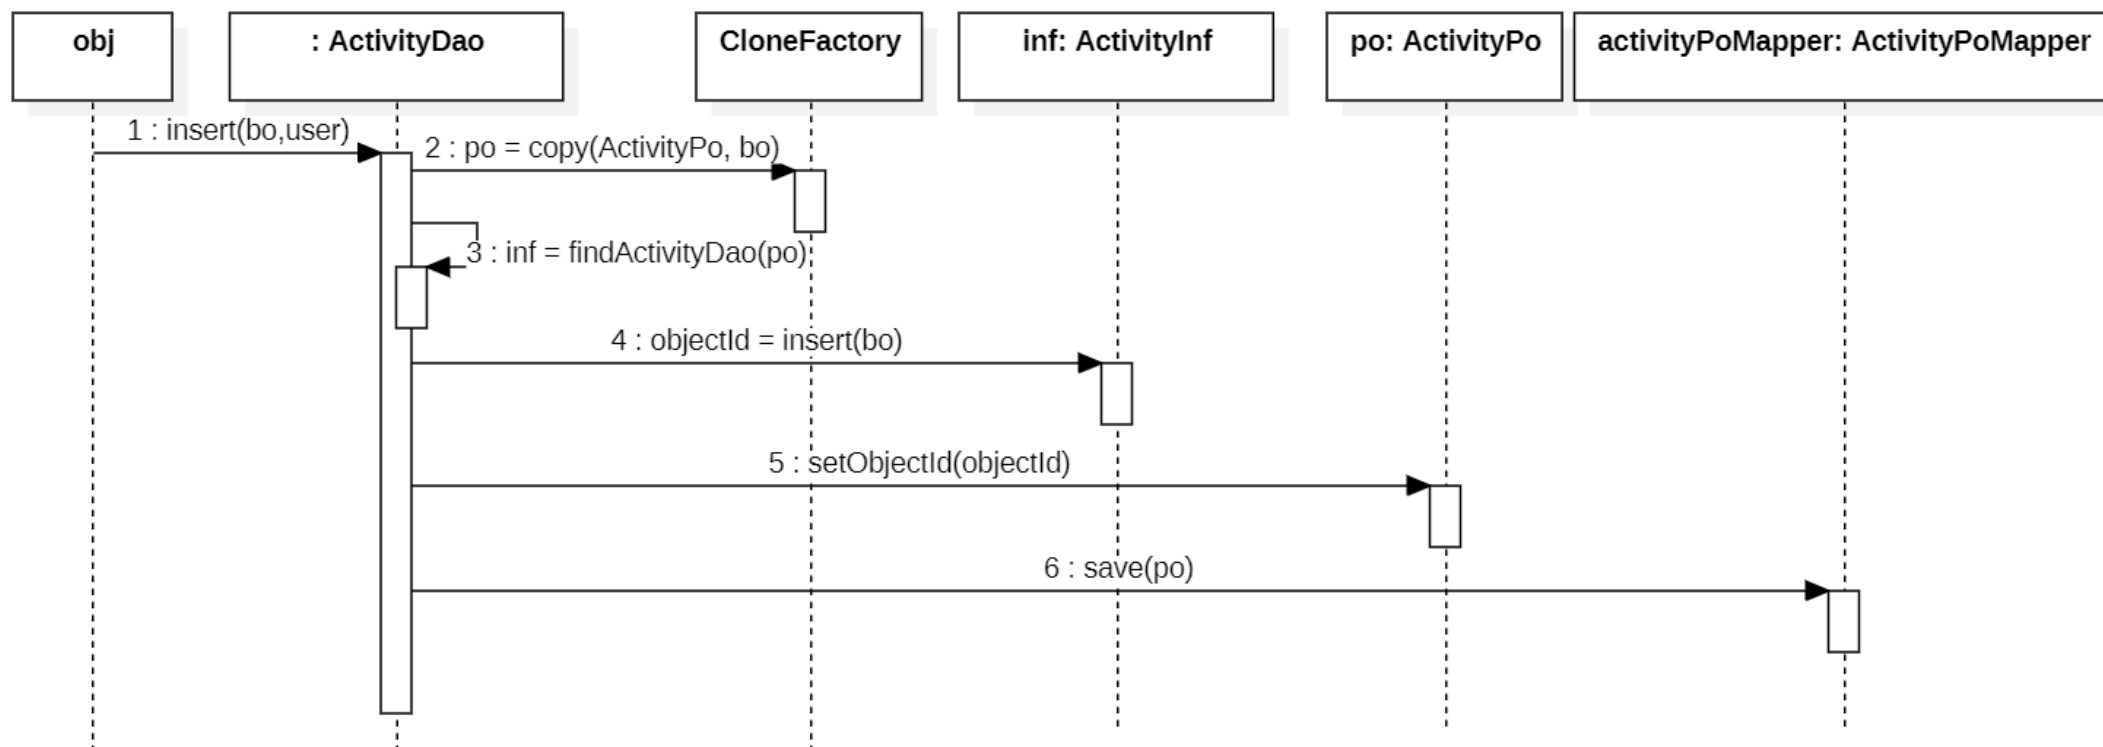 obj
: ActivityDao
CloneFactory
inf: ActivityInf
po: ActivityPo
activityPoMapper: ActivityPoMapper
1 : insert(bo,user)
2 : po = copy(ActivityPo, bo)
3 : inf = findActivityDao(po)
4 : objectId = insert(bo)
5 : setObjectId(objectId)
6 : save(po)